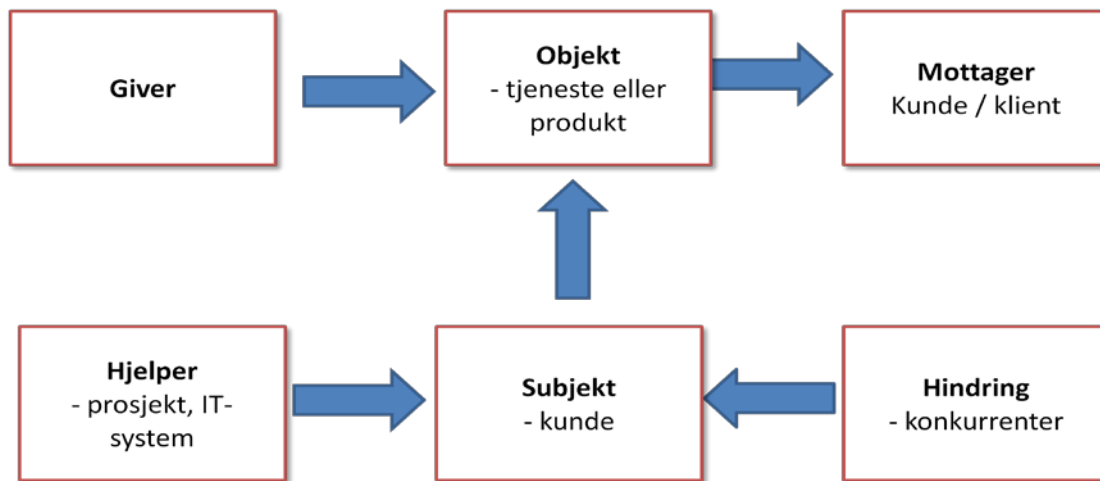 Giver
Objekt
- tjeneste eller
produkt
Mottager
Kunde / klient
Hjelper
- prosjekt, IT-
system
Subjekt
- kunde
Hindring
- konkurrenter